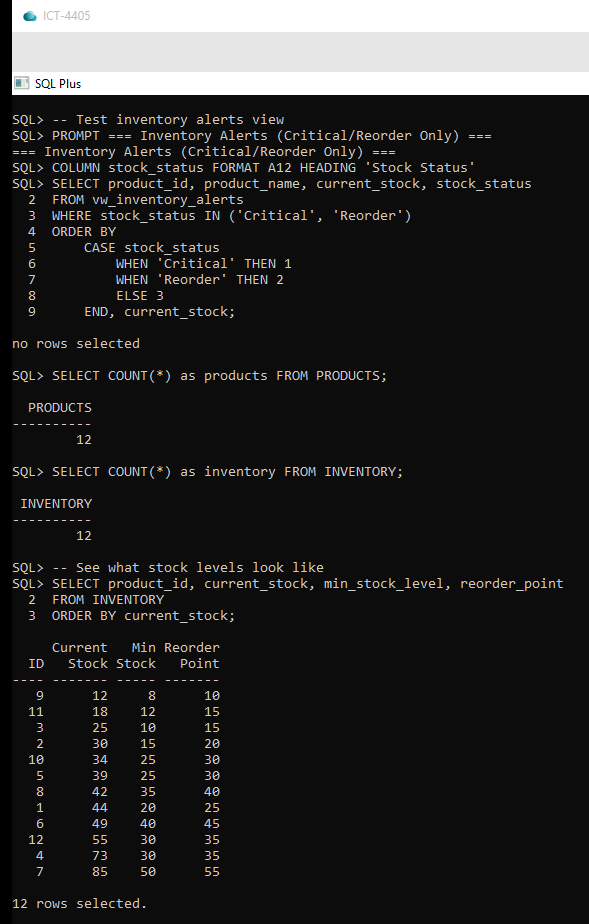 ICT-4405
SQL Plus
SQL> -- Test inventory alerts view
SQL> PROMPT === Inventory Alerts (Critical/Reorder Only) ===
=== Inventory Alerts (Critical/Reorder Only) ===
SQL> COLUMN stock_status FORMAT A12 HEADING 'Stock Status'
SQL> SELECT product_id, product_name, current_stock, stock_status
  2  FROM vw_inventory_alerts
  3  WHERE stock_status IN ('Critical', 'Reorder')
  4  ORDER BY
  5      CASE stock_status
  6          WHEN 'Critical' THEN 1
  7          WHEN 'Reorder' THEN 2
  8          ELSE 3
  9      END, current_stock;
no rows selected
SQL> SELECT COUNT(*) as products FROM PRODUCTS;
  PRODUCTS
----------
        12
SQL> SELECT COUNT(*) as inventory FROM INVENTORY;
 INVENTORY
----------
        12
SQL> -- See what stock levels look like
SQL> SELECT product_id, current_stock, min_stock_level, reorder_point
  2  FROM INVENTORY
  3  ORDER BY current_stock;
     Current   Min Reorder
  ID   Stock Stock   Point
---- ------- ----- -------
   9      12     8      10
  11      18    12      15
   3      25    10      15
   2      30    15      20
  10      34    25      30
   5      39    25      30
   8      42    35      40
   1      44    20      25
   6      49    40      45
  12      55    30      35
   4      73    30      35
   7      85    50      55
12 rows selected.